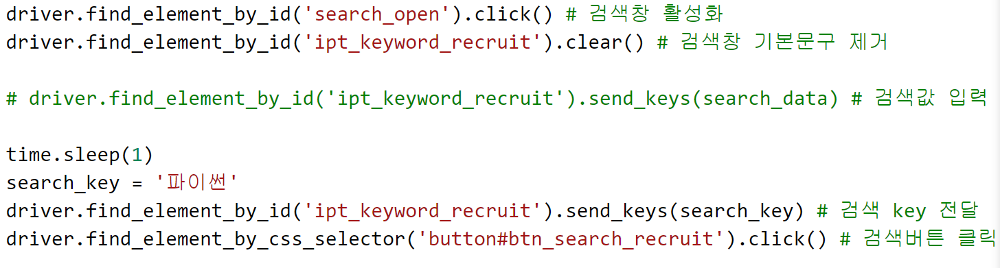 driver.find_element_by_id('search_open').click() # 검색창 활성화
driver.find_element_by_id('ipt_keyword_recruit').clear() # 검색창 기본문구 제거
# driver.find_element_by_id('ipt_keyword_recruit').send_keys(search_data) # 검색값 입력
time.sleep(1)
search_key = '파이썬'
driver.find_element_by_id('ipt_keyword_recruit').send_keys(search_key) # 검색 key 전달
driver.find_element_by_css_selector('button#btn_search_recruit').click() # 검색버튼 클릭